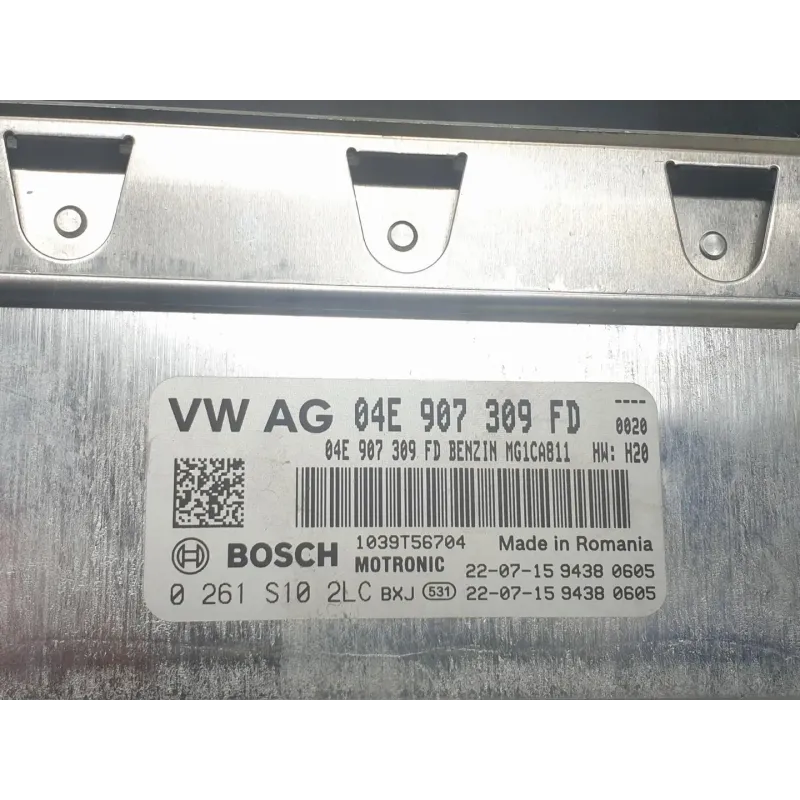 VW AG 04E 907 309 FD ---- 0020
04E 907 309 FD BENZIN MG1CA811 HW: H20
BOSCH 1039T56704 Made in Romania
MOTRONIC 22-07-15 9438 0605
0 261 S10 2LC BXJ 531 22-07-15 9438 0605